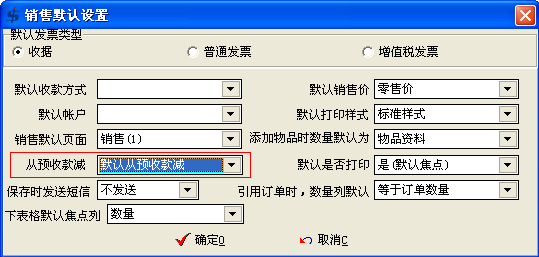 销售默认设置
默认发票类型
收据 普通发票 增值税发票
默认收款方式 默认销售价 零售价
默认帐户 默认打印样式 标准样式
销售默认页面 销售(1) 添加物品时数量默认为 物品资料
从预收款减 默认从预收款减 默认是否打印 是(默认焦点)
保存时发送短信 不发送 引用订单时，数量列默认 等于订单数量
下表格默认焦点列 数量
确定O 取消C